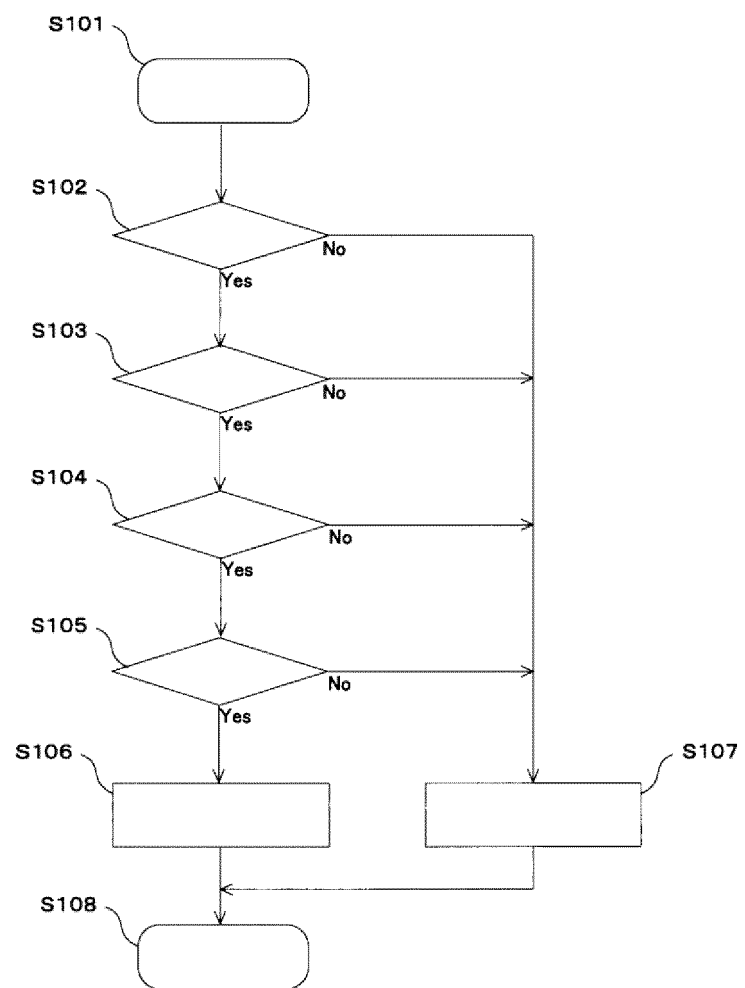 S101
S102
No
Yes
S103
No
Yes
S104
No
Yes
S105
No
Yes
S106
S107
S108